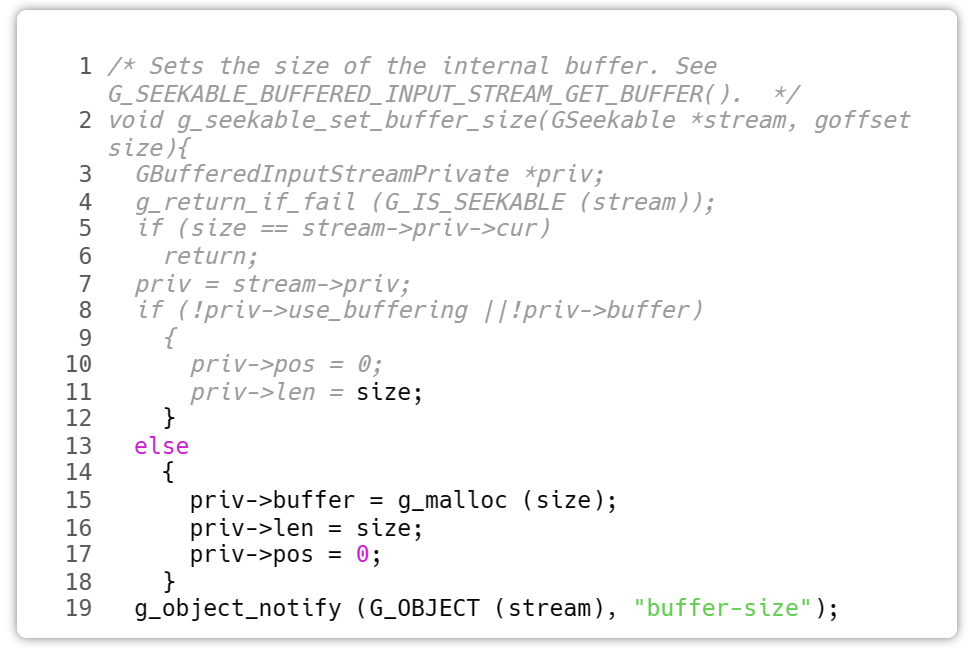 1 /* Sets the size of the internal buffer. See
G_SEEKABLE_BUFFERED_INPUT_STREAM_GET_BUFFER().  */
2 void g_seekable_set_buffer_size(GSeekable *stream, goffset
size){
3   GBufferedInputStreamPrivate *priv;
4   g_return_if_fail (G_IS_SEEKABLE (stream));
5   if (size == stream->priv->cur)
6     return;
7   priv = stream->priv;
8   if (!priv->use_buffering ||!priv->buffer)
9     {
10       priv->pos = 0;
11       priv->len = size;
12     }
13   else
14     {
15       priv->buffer = g_malloc (size);
16       priv->len = size;
17       priv->pos = 0;
18     }
19   g_object_notify (G_OBJECT (stream), "buffer-size");